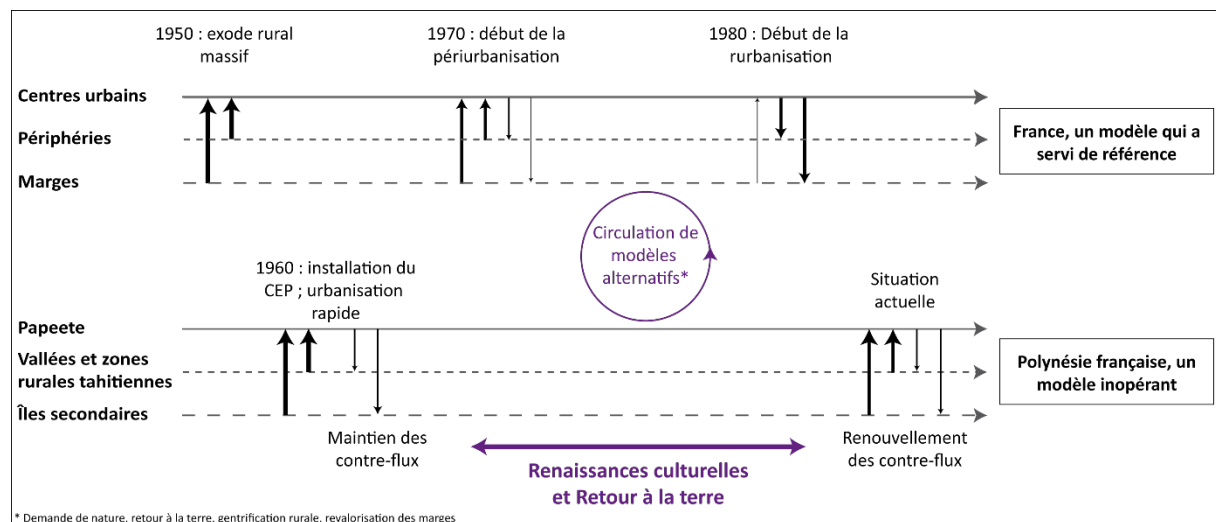 1950 : exode rural
massif
1970 : début de la
périurbanisation
1980 : Début de la
rurbanisation
Centres urbains
Périphéries
Marges
France, un modèle qui a
servi de référence
Circulation de
modèles
alternatifs*
1960 : installation du
CEP ; urbanisation
rapide
Situation
actuelle
Papeete
Vallées et zones
rurales tahitiennes
Îles secondaires
Polynésie française, un
modèle inopérant
Maintien des
contre-flux
Renouvellement
des contre-flux
Renaissances culturelles
et Retour à la terre
* Demande de nature, retour à la terre, gentrification rurale, revalorisation des marges